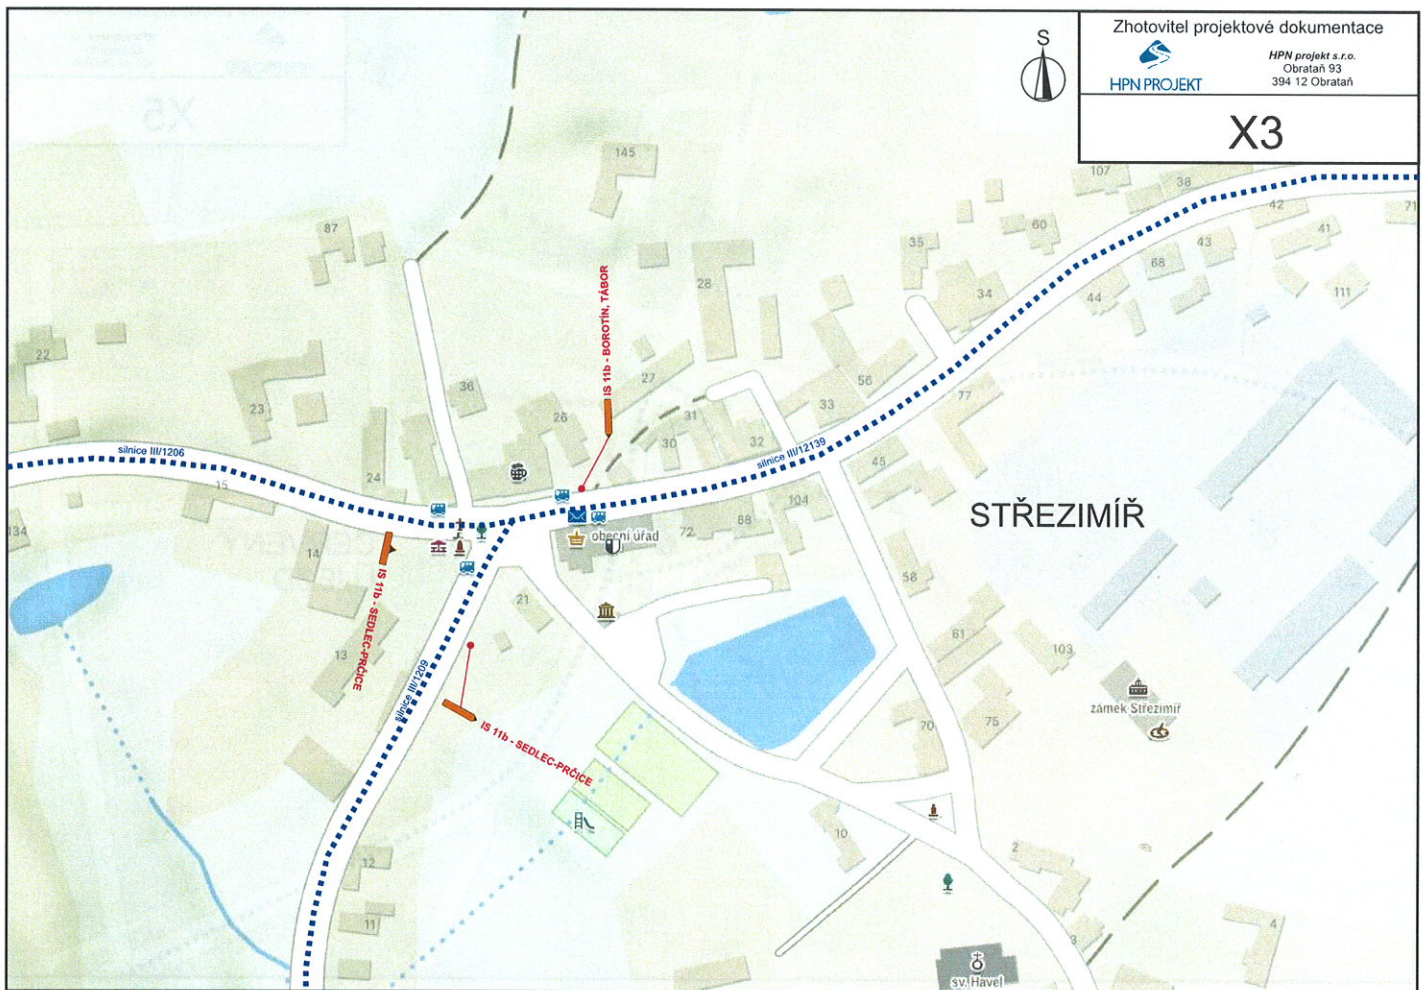 Zhotovitel projektové dokumentace
HPN PROJEKT
HPN projekt s.r.o.
Obrataň 93
394 12 Obrataň
X3
S
X5
145
107
38
42
71
87
60
41
35
43
68
28
34
44
111
22
IS 11b - BOROTÍN, TÁBOR
27
56
36
77
23
26
31
33
30
32
silnice III/1206
silnice III/12139
24
45
15
104
134
88
72
obecní úřad
STŘEZIMÍŘ
14
58
IS 11b - SEDLEC-PRČICE
21
61
13
103
silnice III/1209
zámek Střezimíř
IS 11b - SEDLEC-PRČICE
70
75
10
2
12
11
4
3
sv. Havel